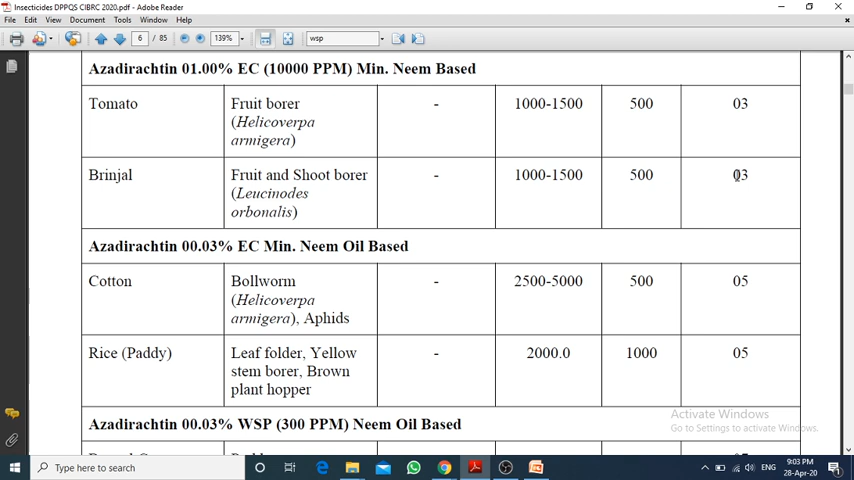 Insecticides DPPQS CIBRC 2020.pdf - Adobe Reader
File Edit View Document Tools Window Help
6 / 85 139% wsp
Azadirachtin 01.00% EC (10000 PPM) Min. Neem Based
Tomato Fruit borer - 1000-1500 500 03
(Helicoverpa
armigera)
Brinjal Fruit and Shoot borer - 1000-1500 500 03
(Leucinodes
orbonalis)
Azadirachtin 00.03% EC Min. Neem Oil Based
Cotton Bollworm - 2500-5000 500 05
(Helicoverpa
armigera), Aphids
Rice (Paddy) Leaf folder, Yellow - 2000.0 1000 05
stem borer, Brown
plant hopper
Activate Windows
Go to Settings to activate Windows.
Azadirachtin 00.03% WSP (300 PPM) Neem Oil Based
Type here to search
ENG
9:03 PM
28-Apr-20